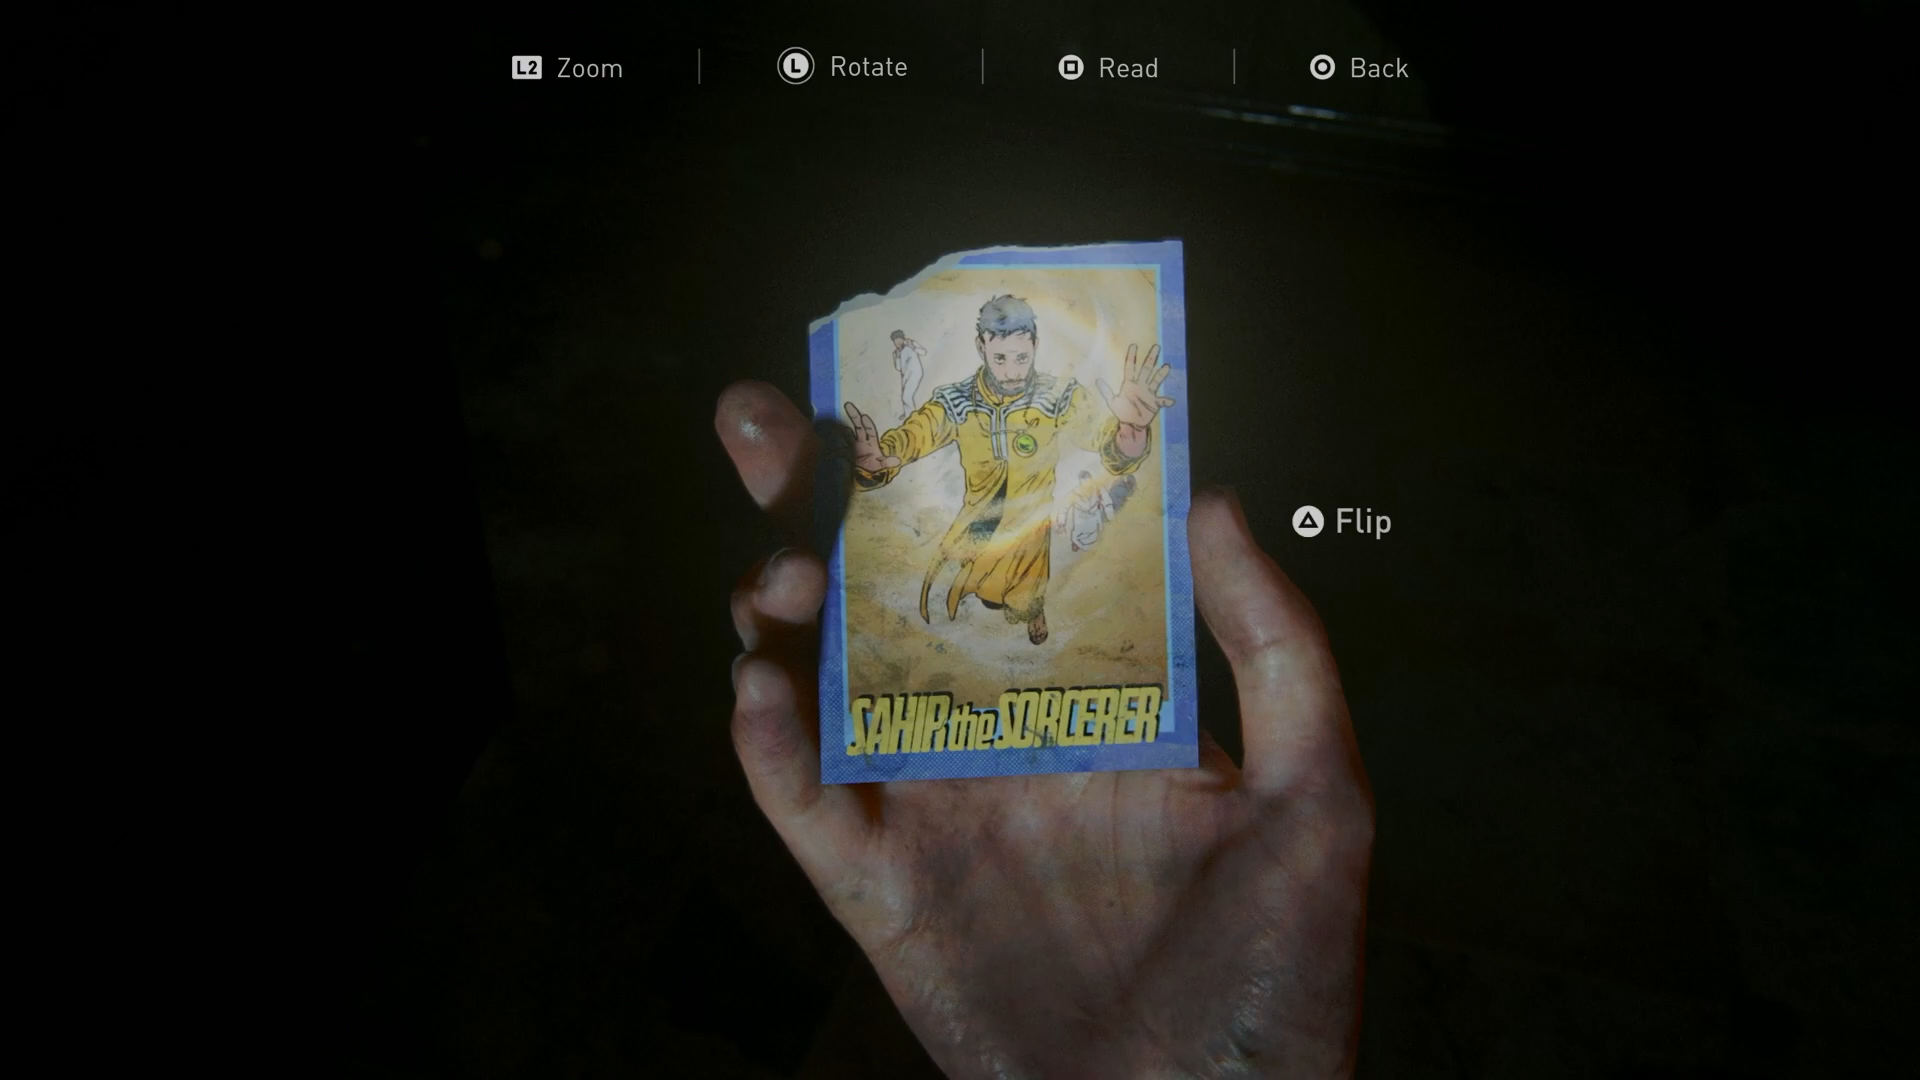 L2 Zoom
L Rotate
Read
Back
Flip
SAHIR the SORCERER